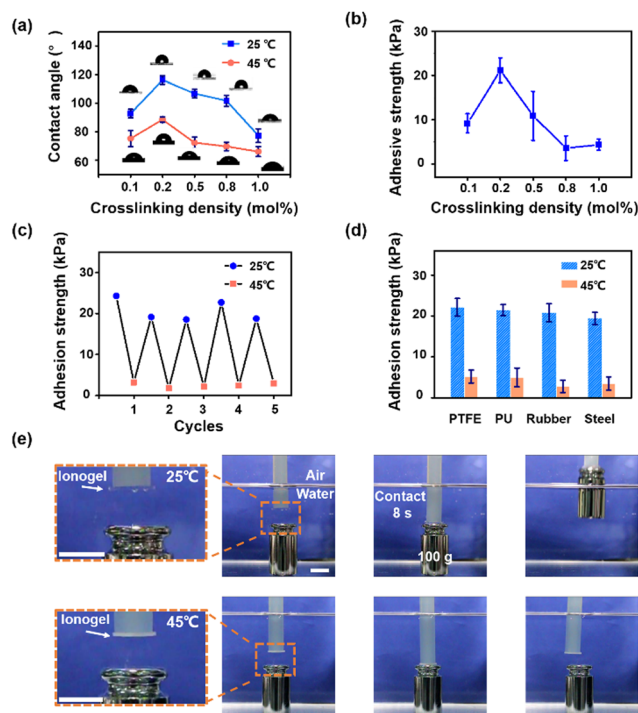 (a)
Contact angle (°)
140
120
100
80
60
25 ℃
45 ℃
0.1 0.2 0.5 0.8 1.0
Crosslinking density (mol%)
(b)
Adhesive strength (kPa)
30
20
10
0
0.1 0.2 0.5 0.8 1.0
Crosslinking density (mol%)
(c)
Adhesion strength (kPa)
30
20
10
0
25℃
45℃
1 2 3 4 5
Cycles
(d)
Adhesion strength (kPa)
30
20
10
0
25℃
45℃
PTFE PU Rubber Steel
(e)
Ionogel
25℃
Air
Water
Contact
8 s
100 g
Ionogel
45℃